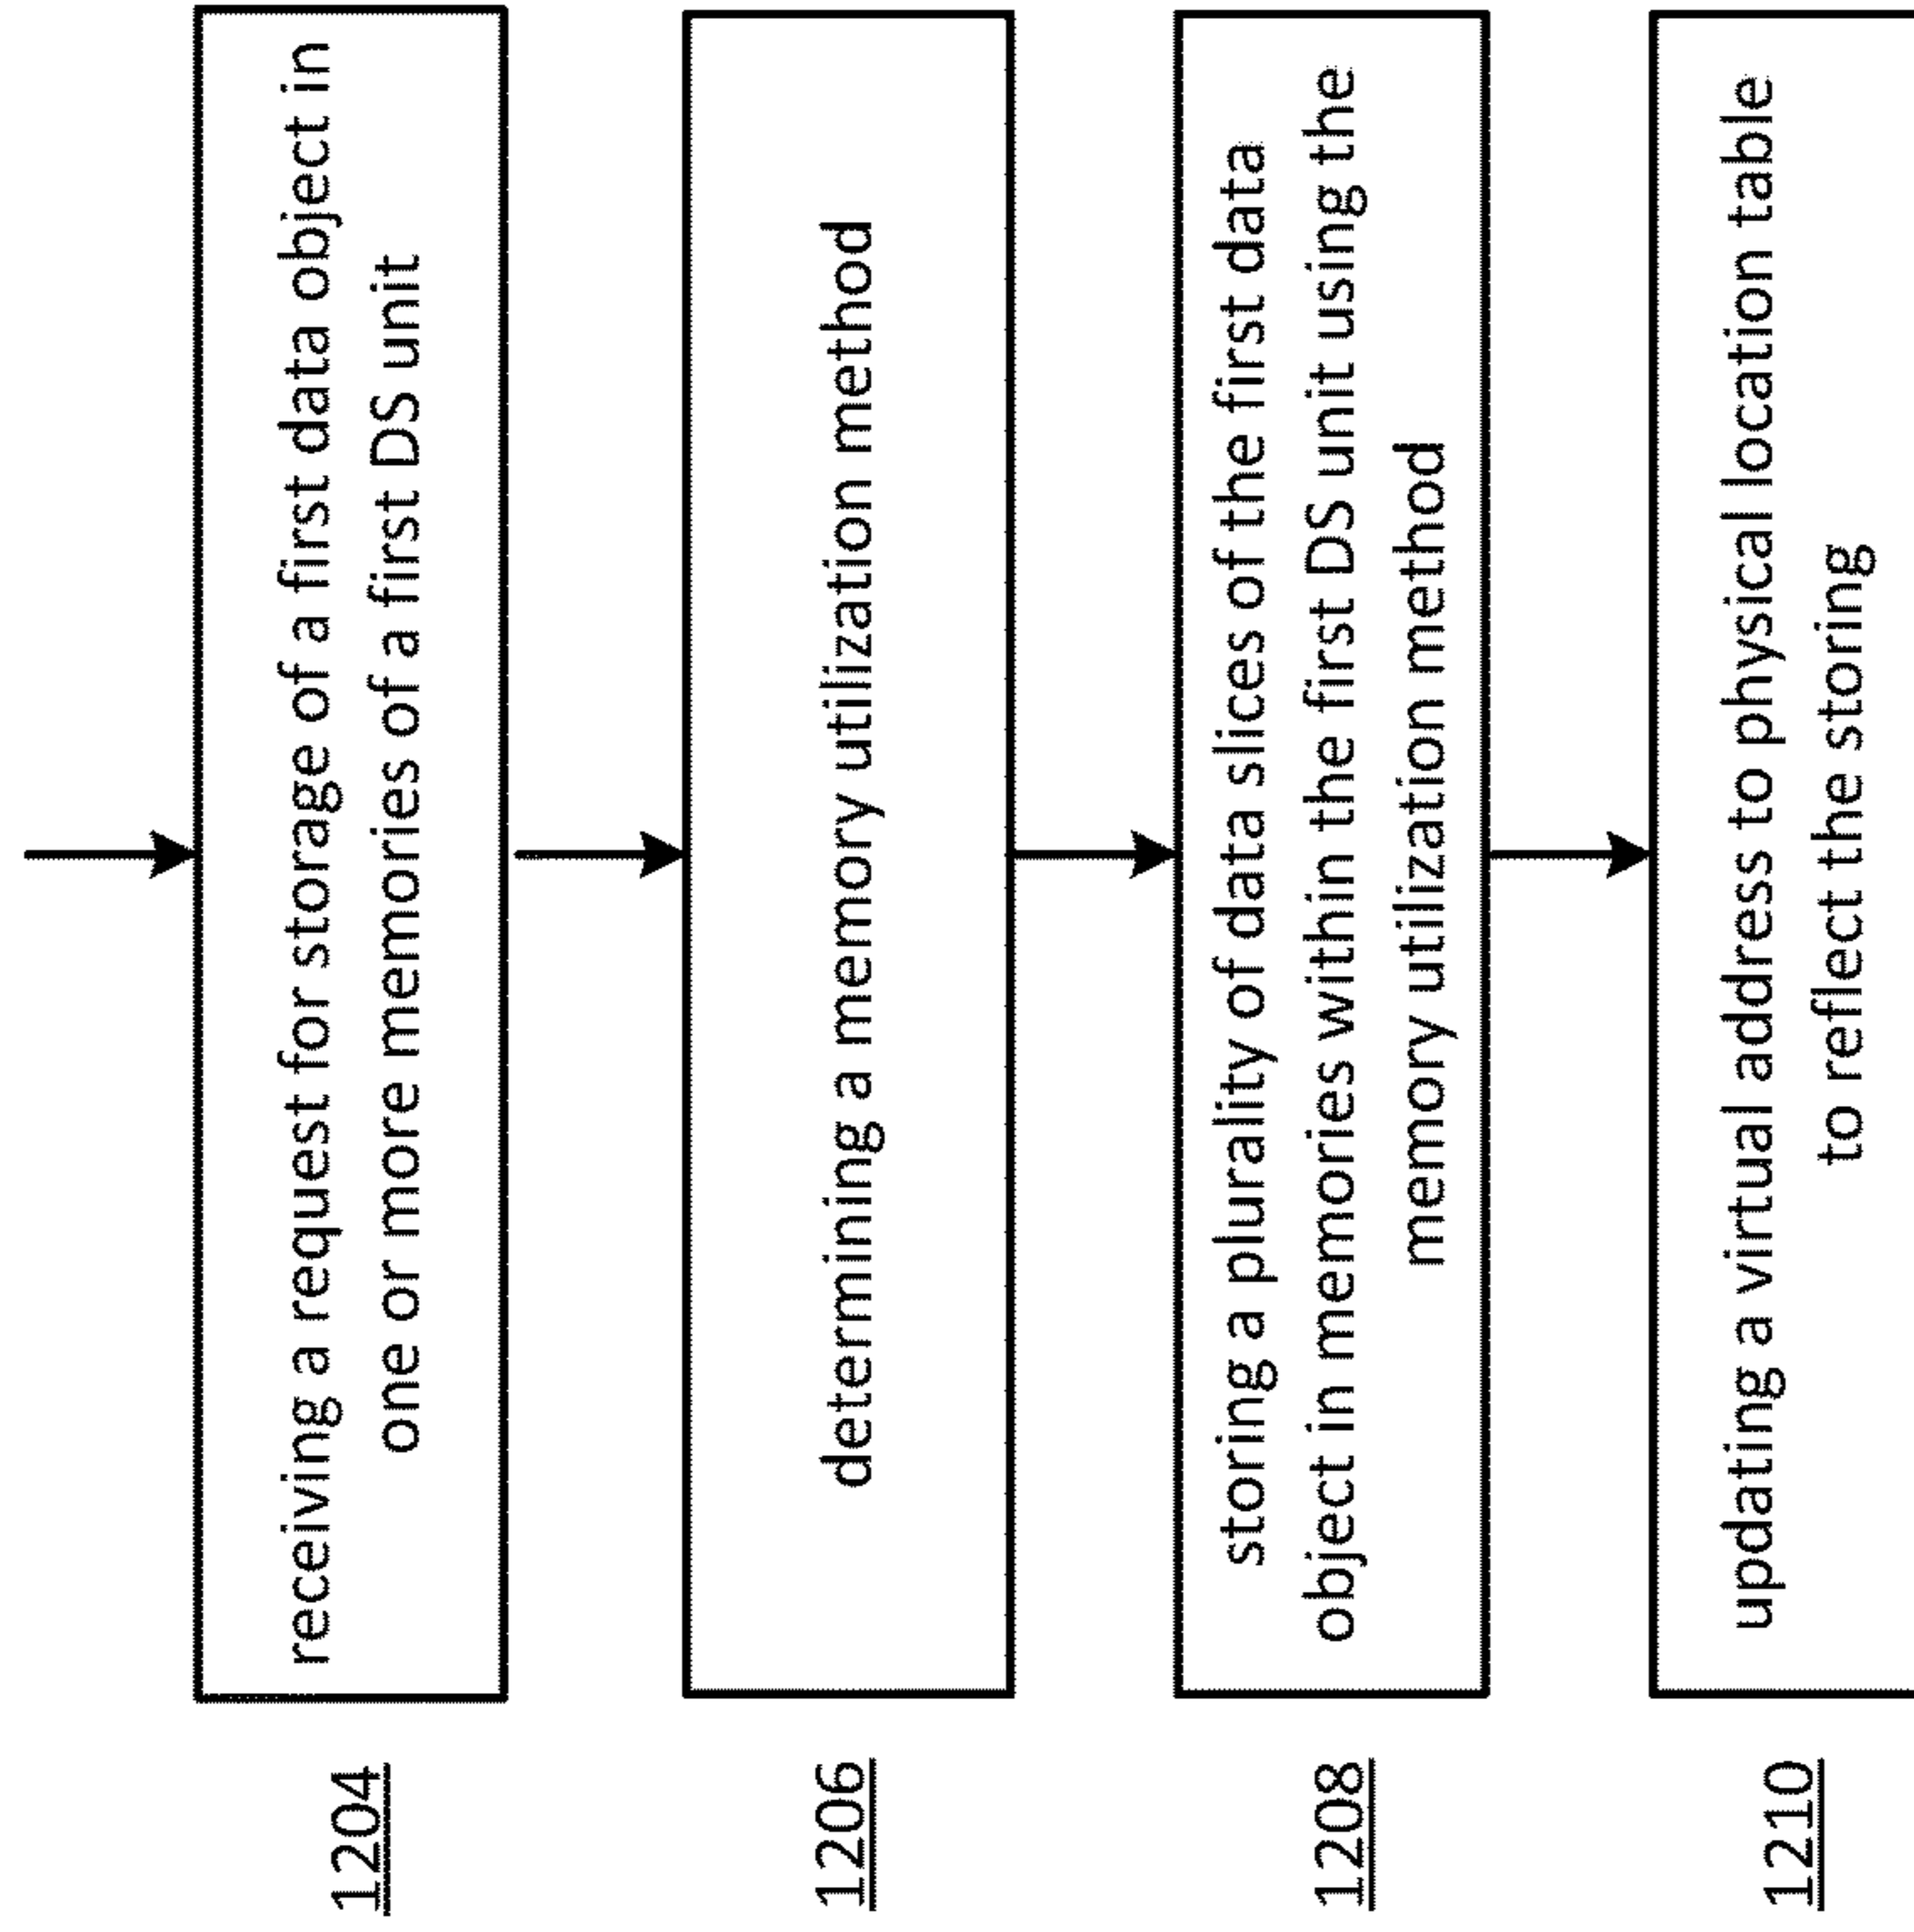 1204
receiving a request for storage of a first data object in
one or more memories of a first DS unit
1206
determining a memory utilization method
1208
storing a plurality of data slices of the first data
object in memories within the first DS unit using the
memory utilization method
1210
updating a virtual address to physical location table
to reflect the storing